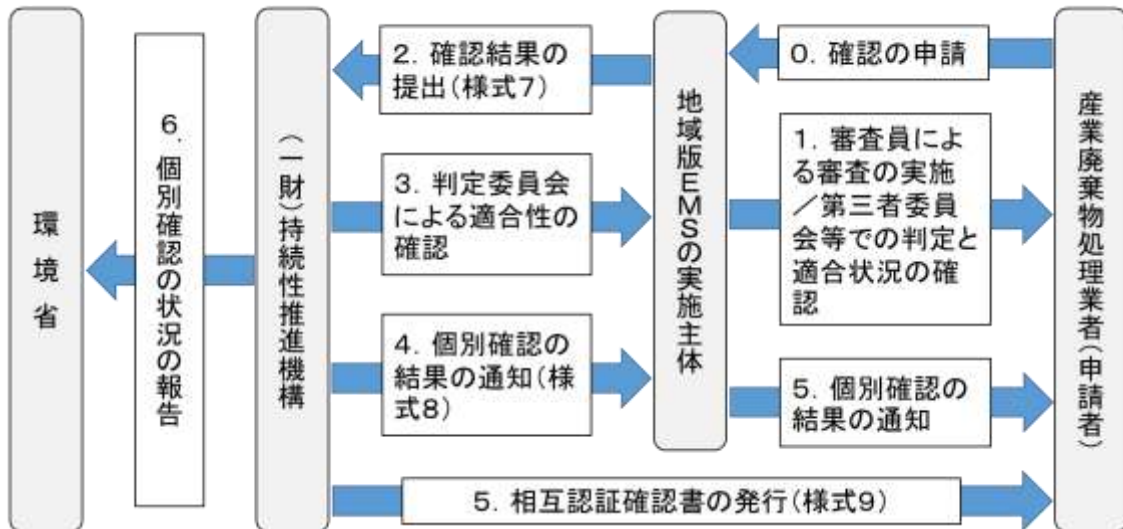 環境省
6．個別確認の状況の報告
（一財）持続性推進機構
2．確認結果の
提出（様式7）
3．判定委員会
による適合性の
確認
4．個別確認の
結果の通知（様
式8）
地域版EMSの実施主体
0．確認の申請
1．審査員によ
る審査の実施
／第三者委員
会等での判定と
適合状況の確
認
5．個別確認の
結果の通知
5．相互認証確認書の発行（様式9）
産業廃棄物処理業者（申請者）